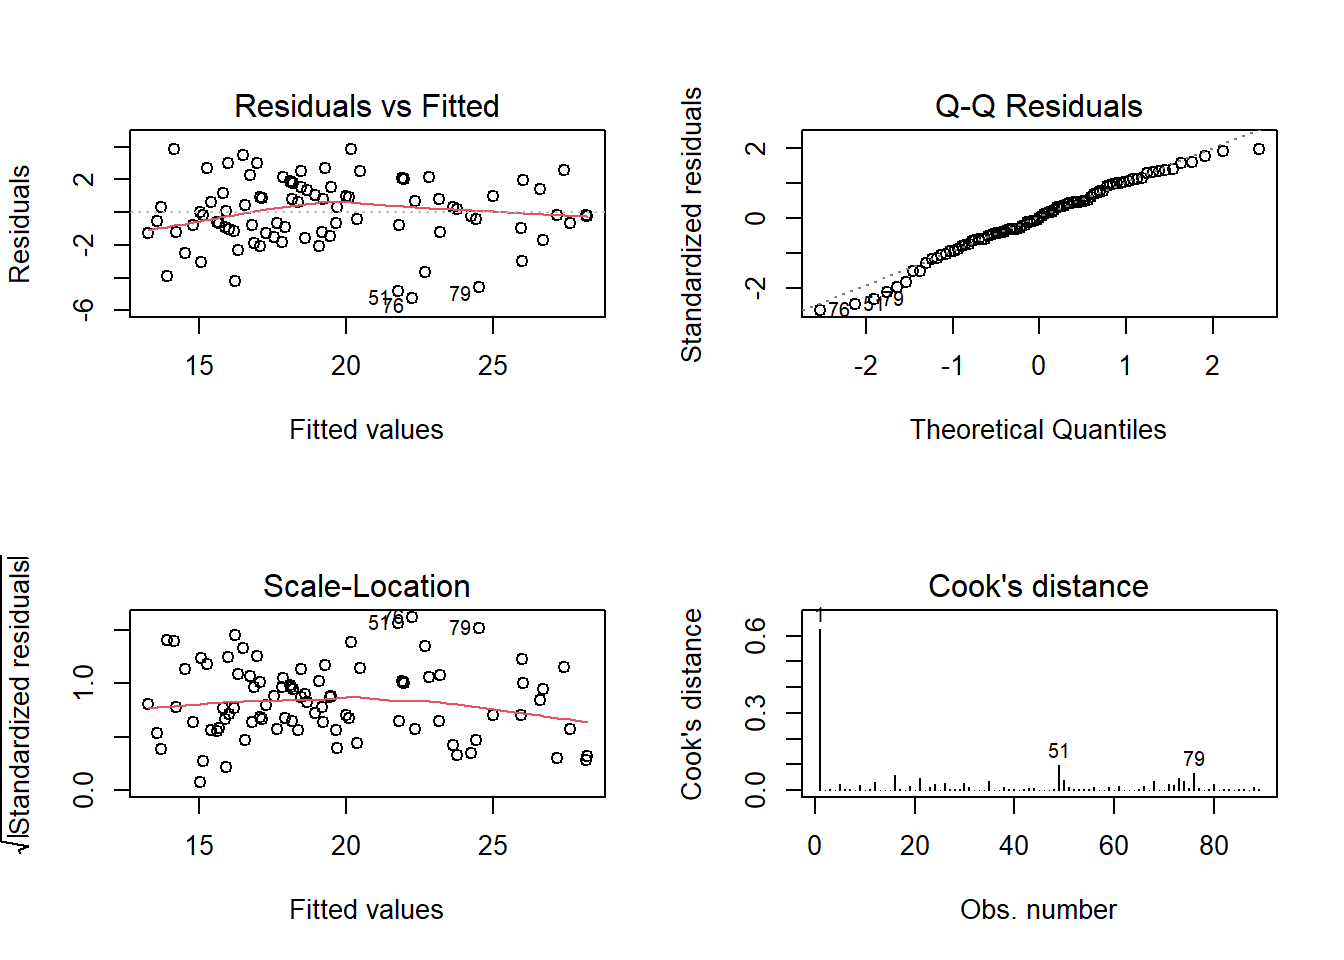 Residuals vs Fitted
Residuals
2
-2
-6
51
76
79
15 20 25
Fitted values
Q-Q Residuals
Standardized residuals
2
0
-2
76
51
79
-2 -1 0 1 2
Theoretical Quantiles
Scale-Location
√|Standardized residuals|
1.0
0.0
76
51
79
15 20 25
Fitted values
Cook's distance
Cook's distance
0.6
0.3
0.0
1
51
76
0 20 40 60 80
Obs. number